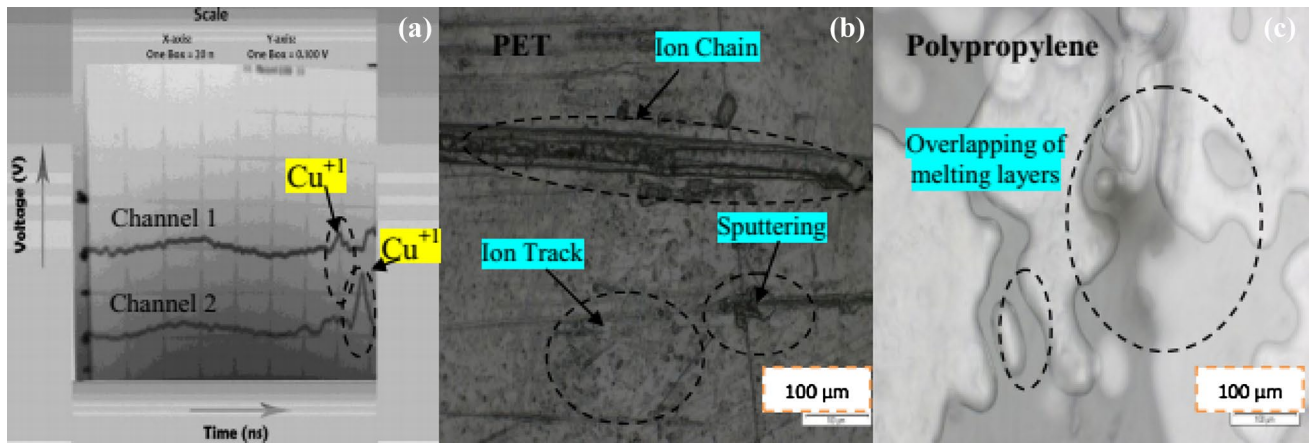 Scale
(a)
X-axis:
Y-axis:
One Box = 20 n
One Box = 0.100 V
Voltage (V)
Cu+1
Channel 1
Cu+1
Channel 2
Time (ns)
(b)
PET
Ion Chain
Sputtering
Ion Track
100 µm
(c)
Polypropylene
Overlapping of
melting layers
100 µm